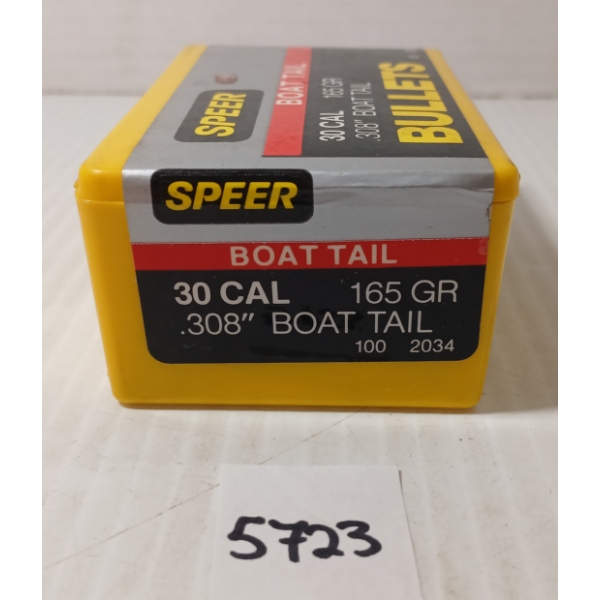 SPEER
BOAT TAIL
30 CAL 165 GR
.308" BOAT TAIL
BULLETS
SPEER
BOAT TAIL
30 CAL 165 GR
.308" BOAT TAIL
100 2034
5723